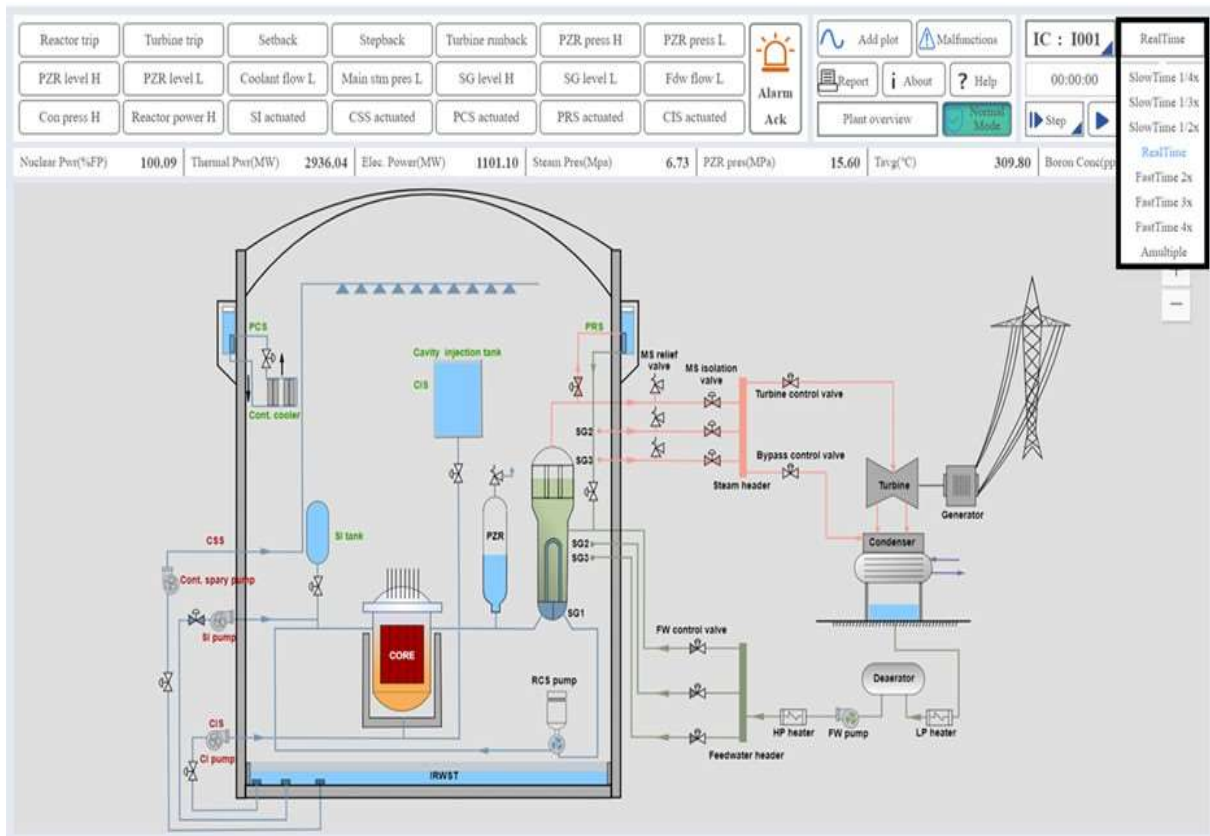 Reactor trip Turbine trip Setback Stepback Turbine runback PZR press H PZR press L
PZR level H PZR level L Coolant flow L Main stm pres L SG level H SG level L Fdw flow L
Con press H Reactor power H SI actuated CSS actuated PCS actuated PRS actuated CIS actuated
Alarm
Ack
Add plot Malfunctions
Report i About ? Help
Plant overview Normal
Mode
IC : I001
00:00:00
Step
RealTime
SlowTime 1/4x
SlowTime 1/3x
SlowTime 1/2x
RealTime
FastTime 2x
FastTime 3x
FastTime 4x
Amultiple
+
−
Nuclear Pwr(%FP) 100.09 Thermal Pwr(MW) 2936.04 Elec. Power(MW) 1101.10 Steam Pres(Mpa) 6.73 PZR pres(MPa) 15.60 Tavg(℃) 309.80 Boron Conc(pp
PCS
Cont. cooler
Cavity injection tank
CIS
PRS
MS relief
valve
MS isolation
valve
Turbine control valve
SG2
SG3
Bypass control valve
Steam header
Turbine
Generator
Condenser
SI tank
PZR
CSS
Cont. spary pump
SG2
SG3
SG1
SI pump
CORE
FW control valve
RCS pump
Deaerator
CIS
CI pump
HP heater
FW pump
LP heater
Feedwater header
IRWST